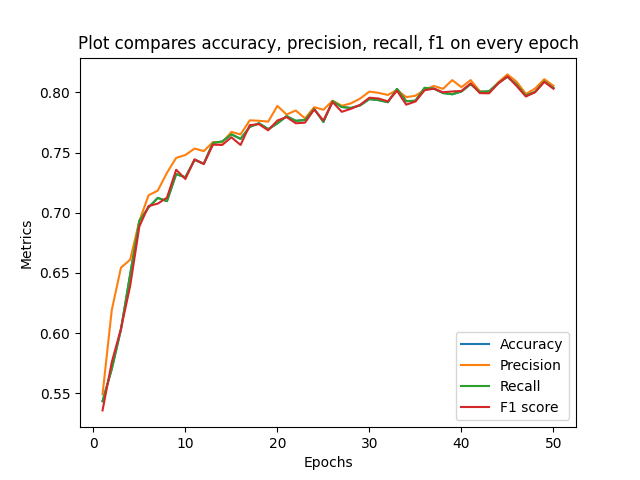 Plot compares accuracy, precision, recall, f1 on every epoch
0.80
0.75
0.70
0.65
0.60
0.55
Metrics
0
10
20
30
40
50
Epochs
Accuracy
Precision
Recall
F1 score